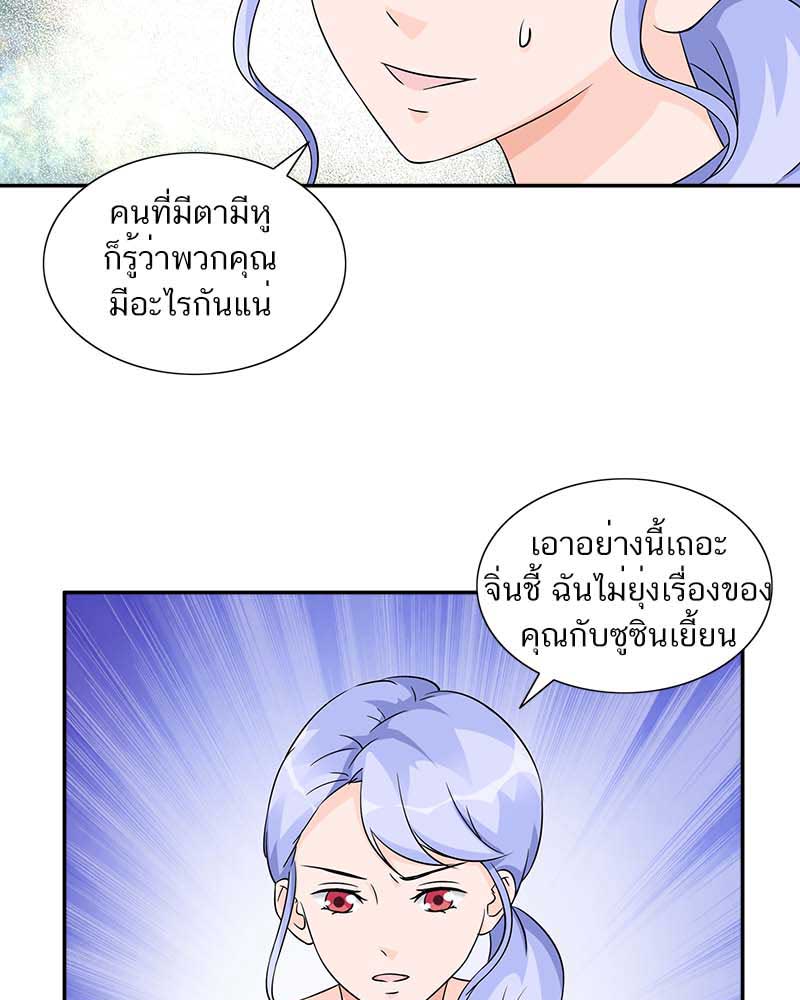 คนที่มีตามีหู
ก็รู้ว่าพวกคุณ
มีอะไรกันแน่
เอาอย่างนี้เถอะ
จิ่นชี้ ฉันไม่ยุ่งเรื่องของ
คุณกับซูซินเยี้ยน